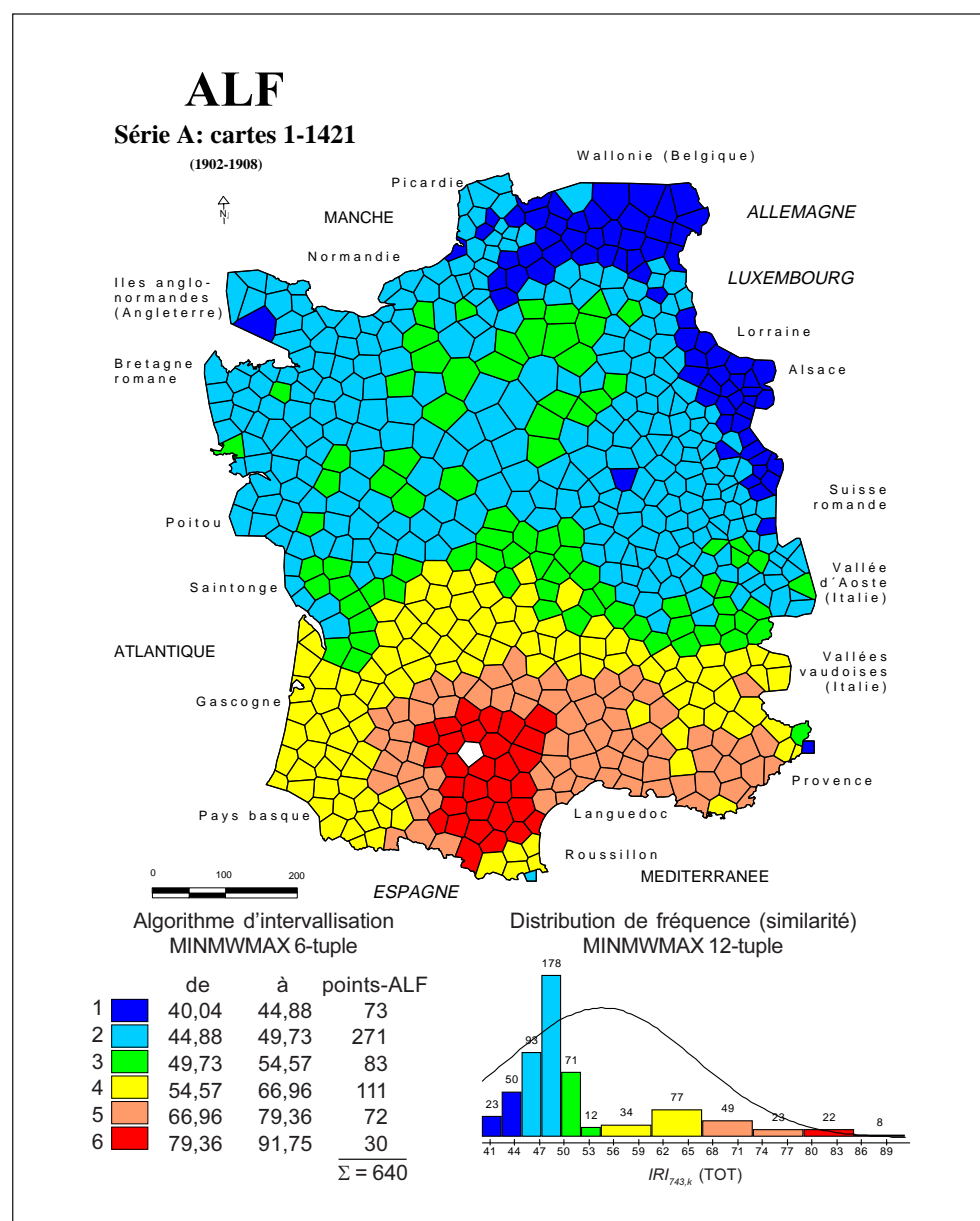 ALF
Série A: cartes 1-1421
(1902-1908)
N
Wallonie (Belgique)
Picardie
MANCHE
ALLEMAGNE
Normandie
LUXEMBOURG
Iles anglo-
normandes
(Angleterre)
Lorraine
Bretagne
romane
Alsace
Suisse
romande
Poitou
Vallée
d´Aoste
(Italie)
Saintonge
ATLANTIQUE
Vallées
vaudoises
(Italie)
Gascogne
Provence
Pays basque
Languedoc
Roussillon
MEDITERRANEE
ESPAGNE
0 100 200
Algorithme d'intervallisation
MINMWMAX 6-tuple
de à points-ALF
1 40,04 44,88 73
2 44,88 49,73 271
3 49,73 54,57 83
4 54,57 66,96 111
5 66,96 79,36 72
6 79,36 91,75 30
Σ = 640
Distribution de fréquence (similarité)
MINMWMAX 12-tuple
23 50 93 178 71 12 34 77 49 23 22 8
41 44 47 50 53 56 59 62 65 68 71 74 77 80 83 86 89
IRI743,k (TOT)